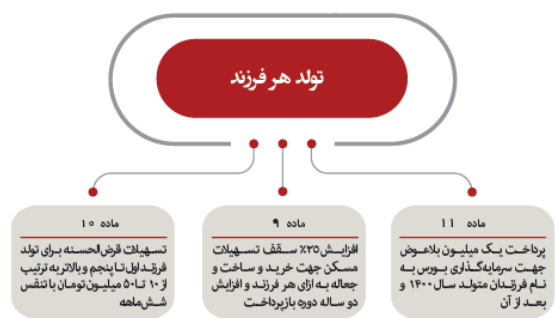 تولد هر فرزند
ماده ۱۱
پرداخت یک میلیون بلاعوض
جهت سرمایه‌گذاری بورس به
نام فرزندان متولد سال ۱۴۰۰ و
بعد از آن
ماده ۹
افزایش ۲۵٪ سقف تسهیلات
مسکن جهت خرید و ساخت و
جعاله به ازای هر فرزند و افزایش
دو ساله دوره بازپرداخت
ماده ۱۰
تسهیلات قرض‌الحسنه برای تولد
فرزند اول تا پنجم و بالاتر به ترتیب
از ۱۰ تا ۵۰ میلیون تومان با تنفس
شش‌ماهه